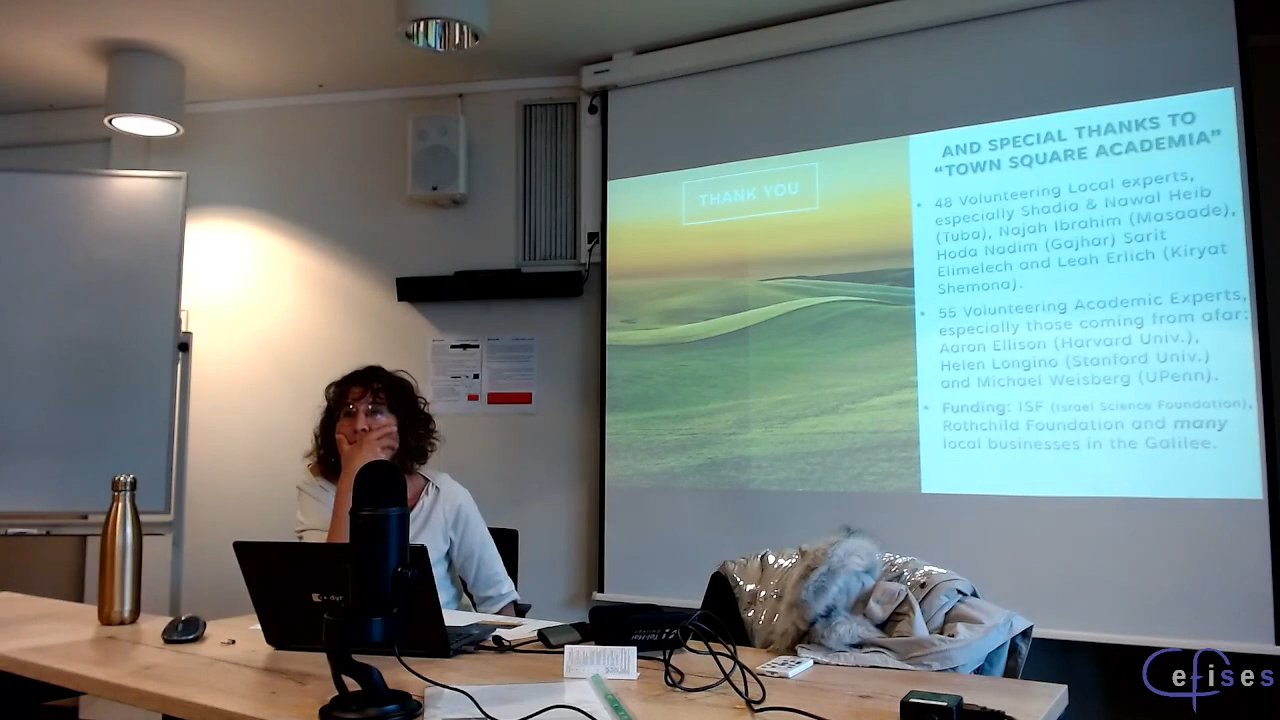 THANK YOU
AND SPECIAL THANKS TO
“TOWN SQUARE ACADEMIA”
• 48 Volunteering Local experts,
especially Shadia & Nawal Heib
(Tuba), Najah Ibrahim (Masaade),
Hoda Nadim (Gajhar) Sarit
Elimelech and Leah Erlich (Kiryat
Shemona).
• 55 Volunteering Academic Experts,
especially those coming from afar:
Aaron Ellison (Harvard Univ.),
Helen Longino (Stanford Univ.)
and Michael Weisberg (UPenn).
• Funding: ISF (Israel Science Foundation),
Rothchild Foundation and many
local businesses in the Galilee.
Tel-Hai
Cefises